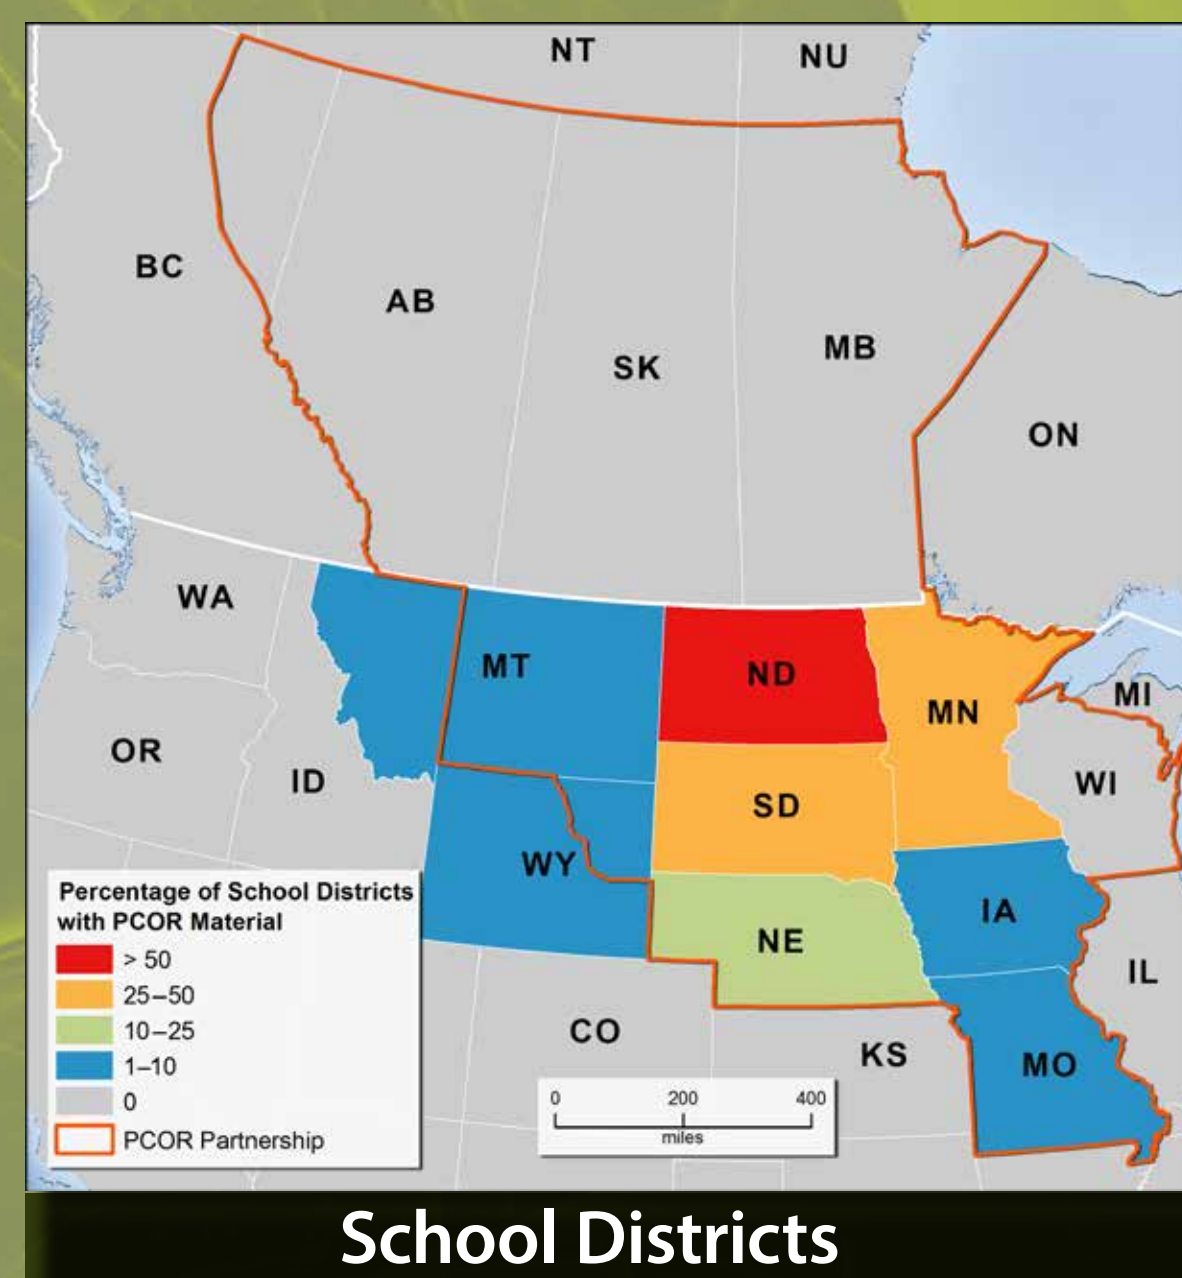 NT
NU
BC
AB
SK
MB
ON
WA
MT
ND
MN
MI
OR
ID
SD
WI
WY
IA
NE
IL
CO
KS
MO
Percentage of School Districts
with PCOR Material
> 50
25–50
10–25
1–10
0
PCOR Partnership
0 200 400
miles
School Districts